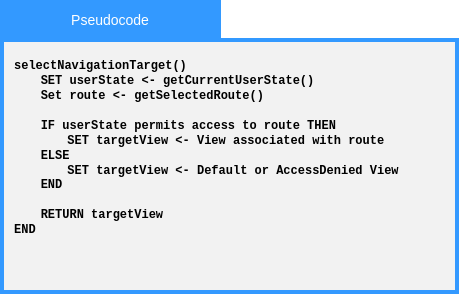 Pseudocode
selectNavigationTarget()
SET userState <- getCurrentUserState()
Set route <- getSelectedRoute()
IF userState permits access to route THEN
SET targetView <- View associated with route
ELSE
SET targetView <- Default or AccessDenied View
END
RETURN targetView
END